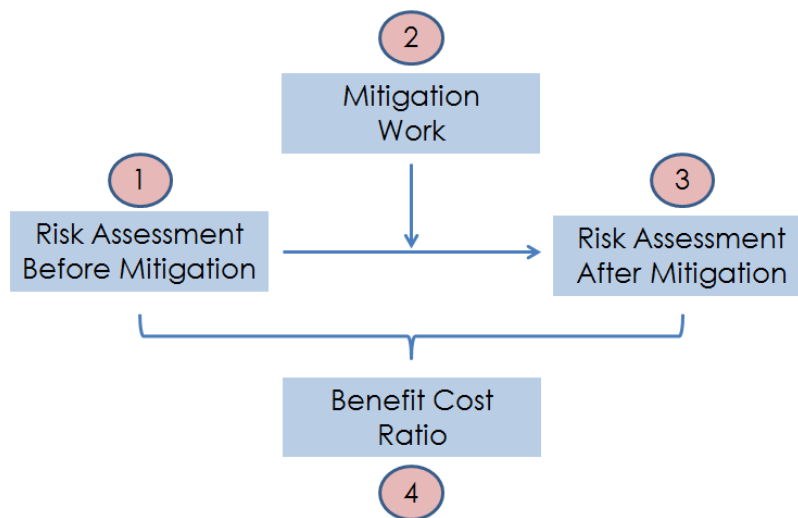 2
Mitigation
Work
1
Risk Assessment
Before Mitigation
3
Risk Assessment
After Mitigation
Benefit Cost
Ratio
4